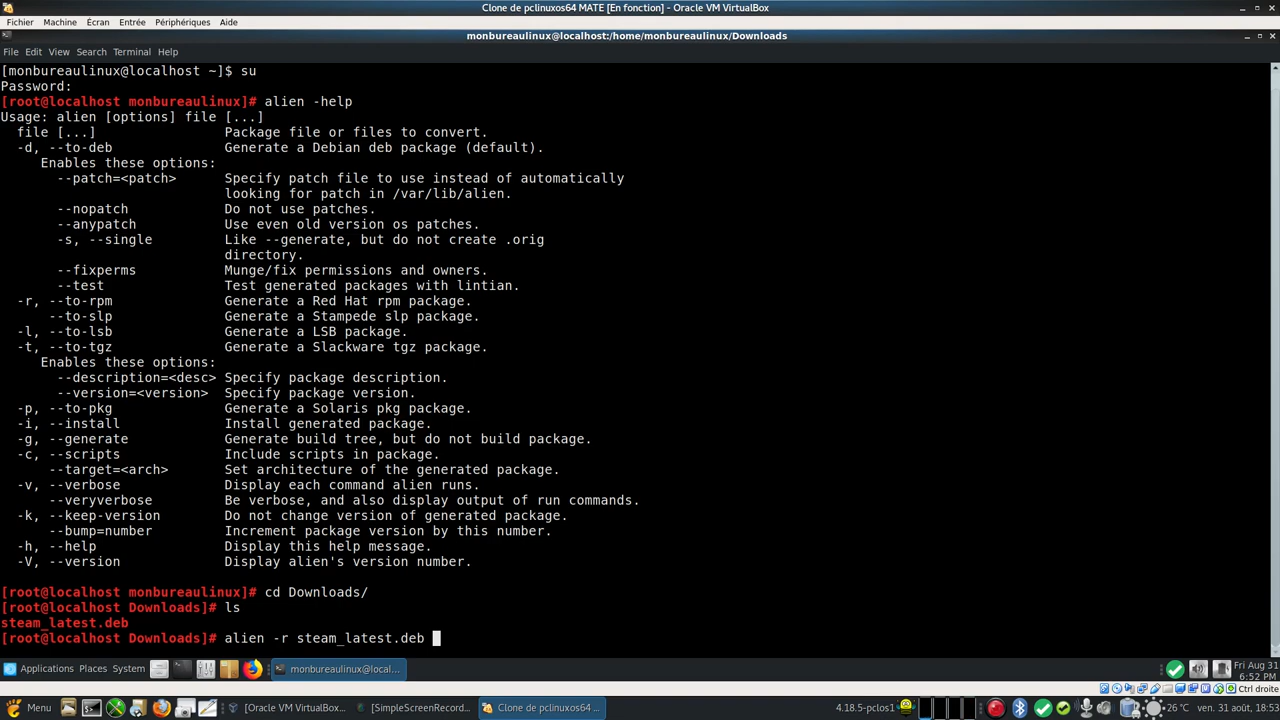 Clone de pclinuxos64 MATE [En fonction] - Oracle VM VirtualBox
Fichier Machine Écran Entrée Périphériques Aide
monbureaulinux@localhost:/home/monbureaulinux/Downloads
File Edit View Search Terminal Help
[monbureaulinux@localhost ~]$ su
Password:
[root@localhost monbureaulinux]# alien -help
Usage: alien [options] file [...]
file [...] Package file or files to convert.
-d, --to-deb Generate a Debian deb package (default).
Enables these options:
--patch=<patch> Specify patch file to use instead of automatically
looking for patch in /var/lib/alien.
--nopatch Do not use patches.
--anypatch Use even old version os patches.
-s, --single Like --generate, but do not create .orig
directory.
--fixperms Munge/fix permissions and owners.
--test Test generated packages with lintian.
-r, --to-rpm Generate a Red Hat rpm package.
--to-slp Generate a Stampede slp package.
-l, --to-lsb Generate a LSB package.
-t, --to-tgz Generate a Slackware tgz package.
Enables these options:
--description=<desc> Specify package description.
--version=<version> Specify package version.
-p, --to-pkg Generate a Solaris pkg package.
-i, --install Install generated package.
-g, --generate Generate build tree, but do not build package.
-c, --scripts Include scripts in package.
--target=<arch> Set architecture of the generated package.
-v, --verbose Display each command alien runs.
--veryverbose Be verbose, and also display output of run commands.
-k, --keep-version Do not change version of generated package.
--bump=number Increment package version by this number.
-h, --help Display this help message.
-V, --version Display alien's version number.
[root@localhost monbureaulinux]# cd Downloads/
[root@localhost Downloads]# ls
steam_latest.deb
[root@localhost Downloads]# alien -r steam_latest.deb
Applications Places System monbureaulinux@local... Fri Aug 31
6:52 PM
Ctrl droite
Menu [Oracle VM VirtualBox... [SimpleScreenRecord... Clone de pclinuxos64 ... 4.18.5-pclos1 26 °C ven. 31 août, 18:53